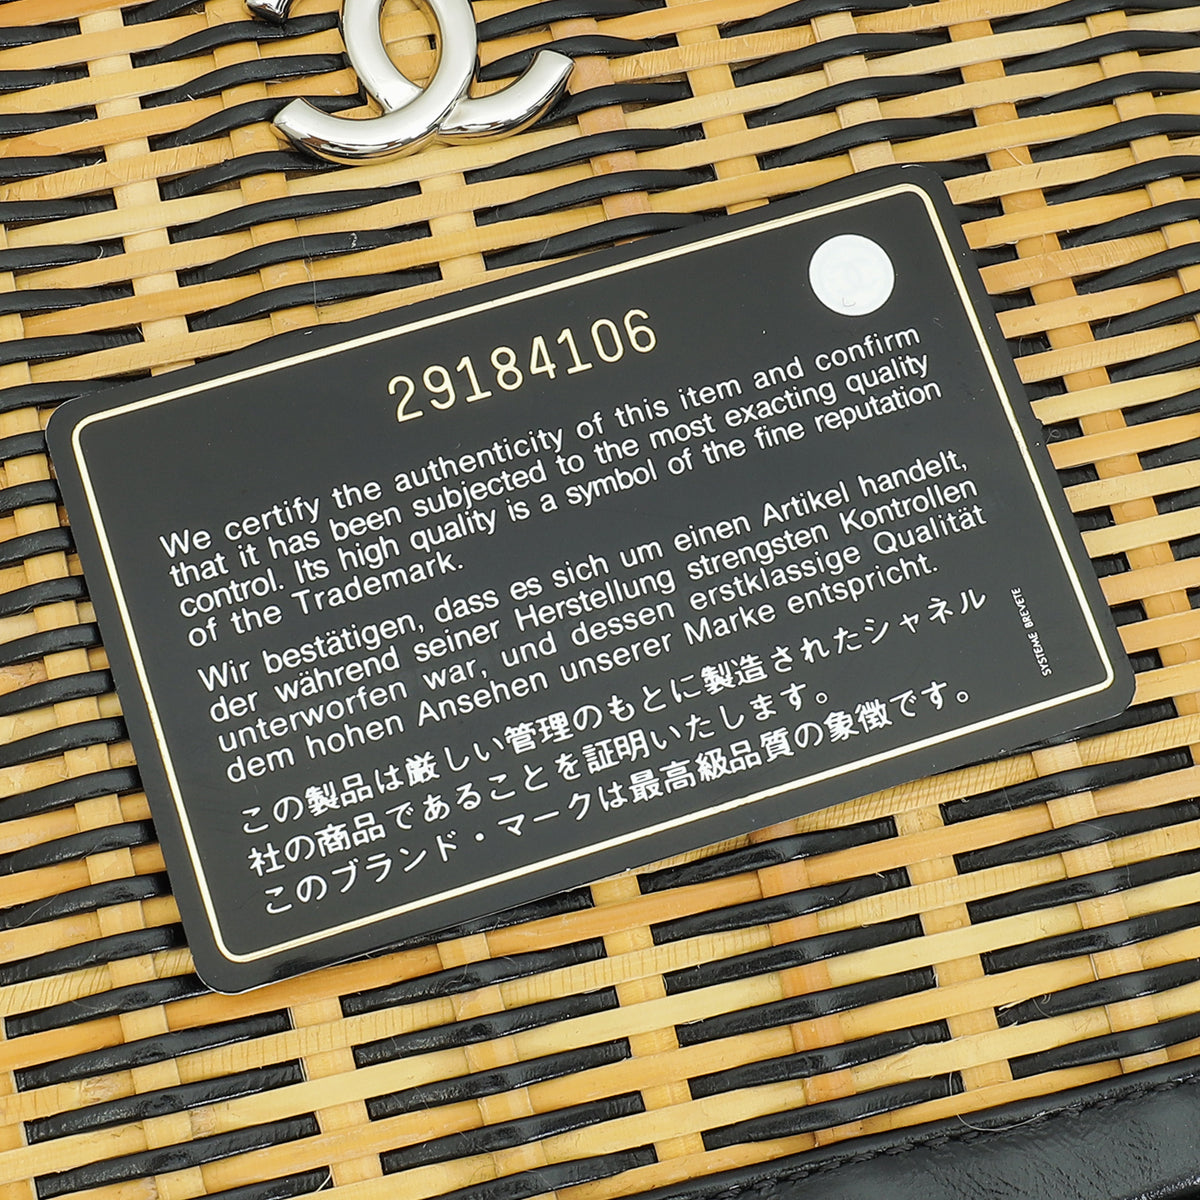 29184106
We certify the authenticity of this item and confirm
that it has been subjected to the most exacting quality
control. Its high quality is a symbol of the fine reputation
of the Trademark.
Wir bestätigen, dass es sich um einen Artikel handelt,
der während seiner Herstellung strengsten Kontrollen
unterworfen war, und dessen erstklassige Qualität
dem hohen Ansehen unserer Marke entspricht.
この製品は厳しい管理のもとに製造されたシャネル
社の商品であることを証明いたします。
このブランド・マークは最高級品質の象徴です。
SYSTEME BREVETE